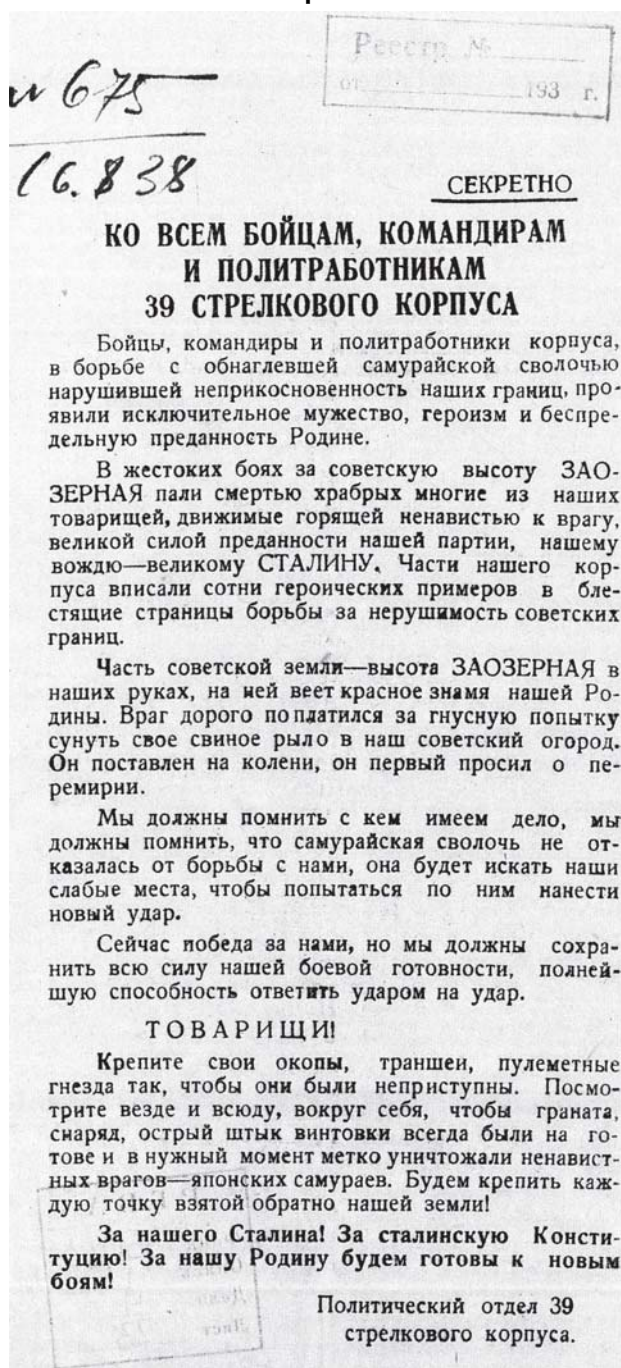 Реестр №
от 193 г.
675
16.8 38
СЕКРЕТНО
КО ВСЕМ БОЙЦАМ, КОМАНДИРАМ
И ПОЛИТРАБОТНИКАМ
39 СТРЕЛКОВОГО КОРПУСА
Бойцы, командиры и политработники корпуса,
в борьбе с обнаглевшей самурайской сволочью
нарушившей неприкосновенность наших границ, про-
явили исключительное мужество, героизм и беспре-
дельную преданность Родине.
В жестоких боях за советскую высоту ЗАО-
ЗЕРНАЯ пали смертью храбрых многие из наших
товарищей, движимые горящей ненавистью к врагу,
великой силой преданности нашей партии, нашему
вождю—великому СТАЛИНУ. Части нашего кор-
пуса вписали сотни героических примеров в бле-
стящие страницы борьбы за нерушимость советских
границ.
Часть советской земли—высота ЗАОЗЕРНАЯ в
наших руках, на ней веет красное знамя нашей Ро-
дины. Враг дорого поплатился за гнусную попытку
сунуть свое свиное рыло в наш советский огород.
Он поставлен на колени, он первый просил о пе-
ремирии.
Мы должны помнить с кем имеем дело, мы
должны помнить, что самурайская сволочь не от-
казалась от борьбы с нами, она будет искать наши
слабые места, чтобы попытаться по ним нанести
новый удар.
Сейчас победа за нами, но мы должны сохра-
нить всю силу нашей боевой готовности, полней-
шую способность ответить ударом на удар.
ТОВАРИЩИ!
Крепите свои окопы, траншеи, пулеметные
гнезда так, чтобы они были неприступны. Посмо-
трите везде и всюду, вокруг себя, чтобы граната,
снаряд, острый штык винтовки всегда были на го-
тове и в нужный момент метко уничтожали ненавист-
ных врагов—японских самураев. Будем крепить каж-
дую точку взятой обратно нашей земли!
За нашего Сталина! За сталинскую Консти-
туцию! За нашу Родину будем готовы к новым
боям!
Политический отдел 39
стрелкового корпуса.